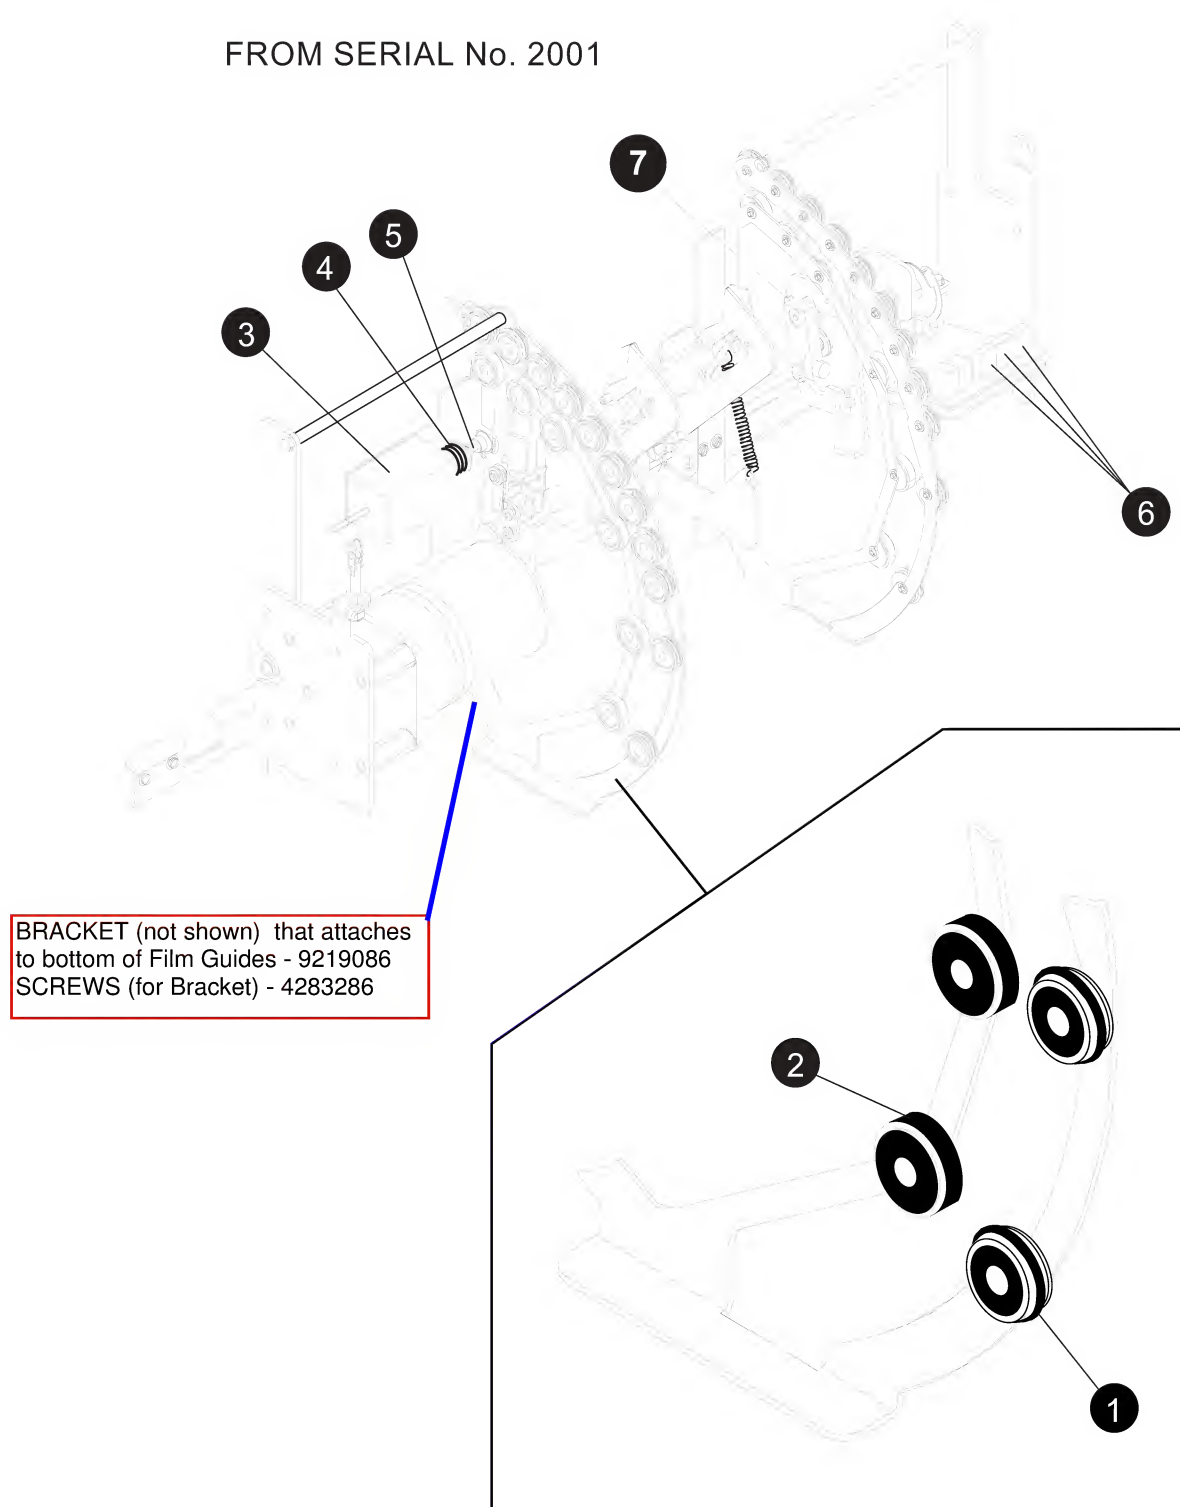 FROM SERIAL No. 2001
7
5
4
3
6
BRACKET (not shown) that attaches
to bottom of Film Guides - 9219086
SCREWS (for Bracket) - 4283286
2
1